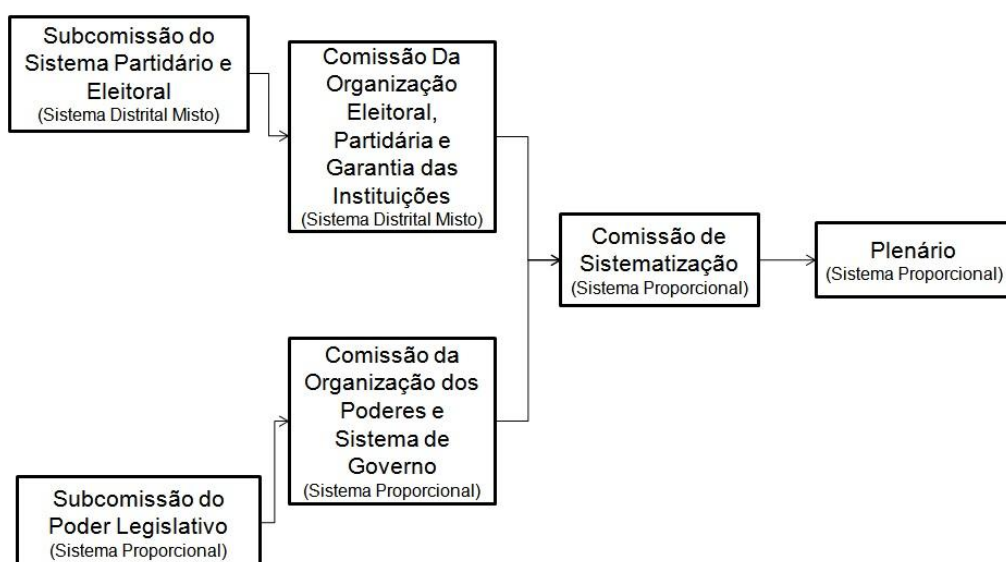 Subcomissão do
Sistema Partidário e
Eleitoral
(Sistema Distrital Misto)
Comissão Da
Organização
Eleitoral,
Partidária e
Garantia das
Instituições
(Sistema Distrital Misto)
Comissão de
Sistematização
(Sistema Proporcional)
Plenário
(Sistema Proporcional)
Comissão da
Organização dos
Poderes e
Sistema de
Governo
(Sistema Proporcional)
Subcomissão do
Poder Legislativo
(Sistema Proporcional)